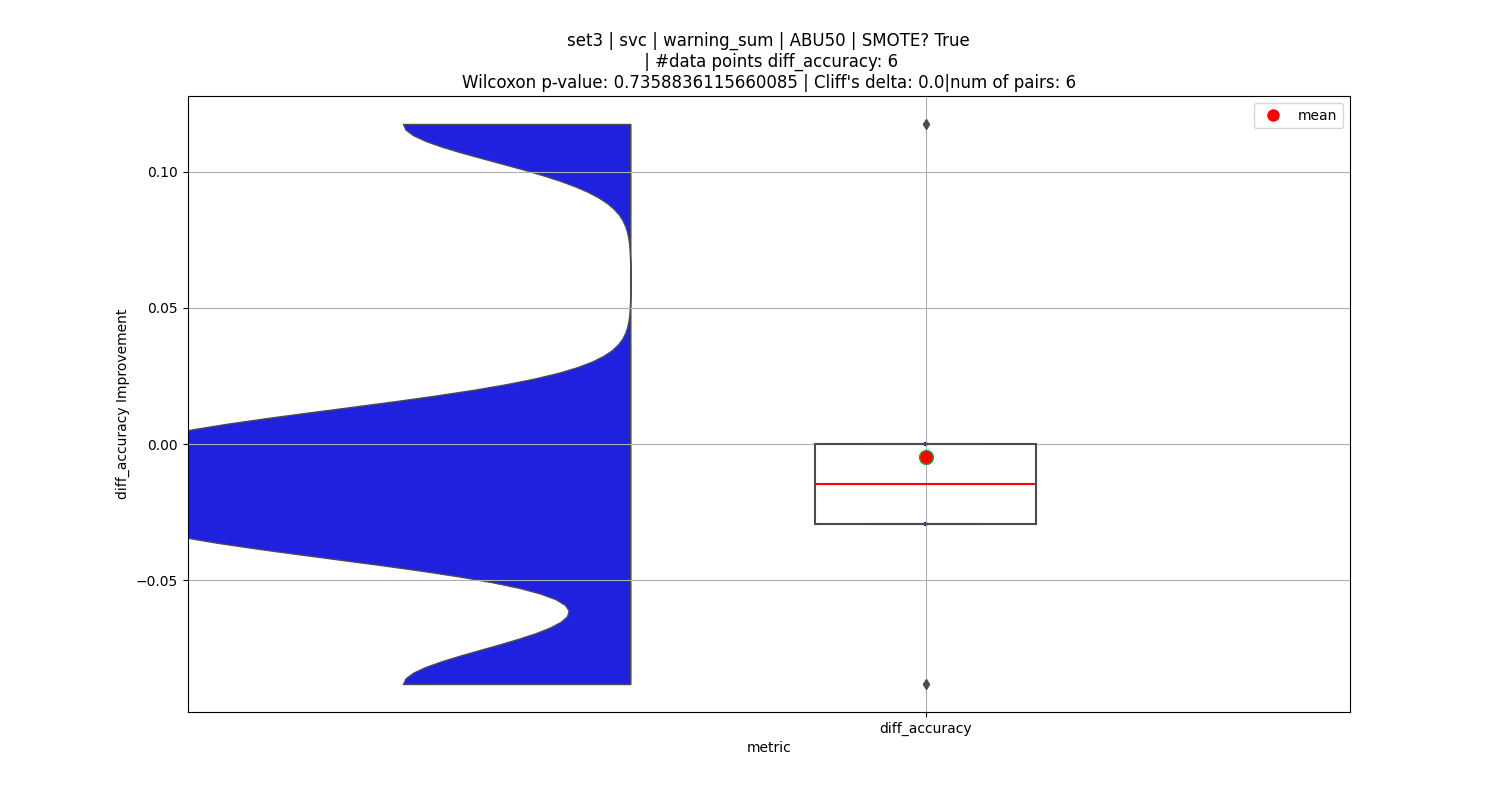 set3 | svc | warning_sum | ABU50 | SMOTE? True
| #data points diff_accuracy: 6
Wilcoxon p-value: 0.7358836115660085 | Cliff's delta: 0.0|num of pairs: 6
mean
0.10
0.05
0.00
−0.05
diff_accuracy Improvement
diff_accuracy
metric